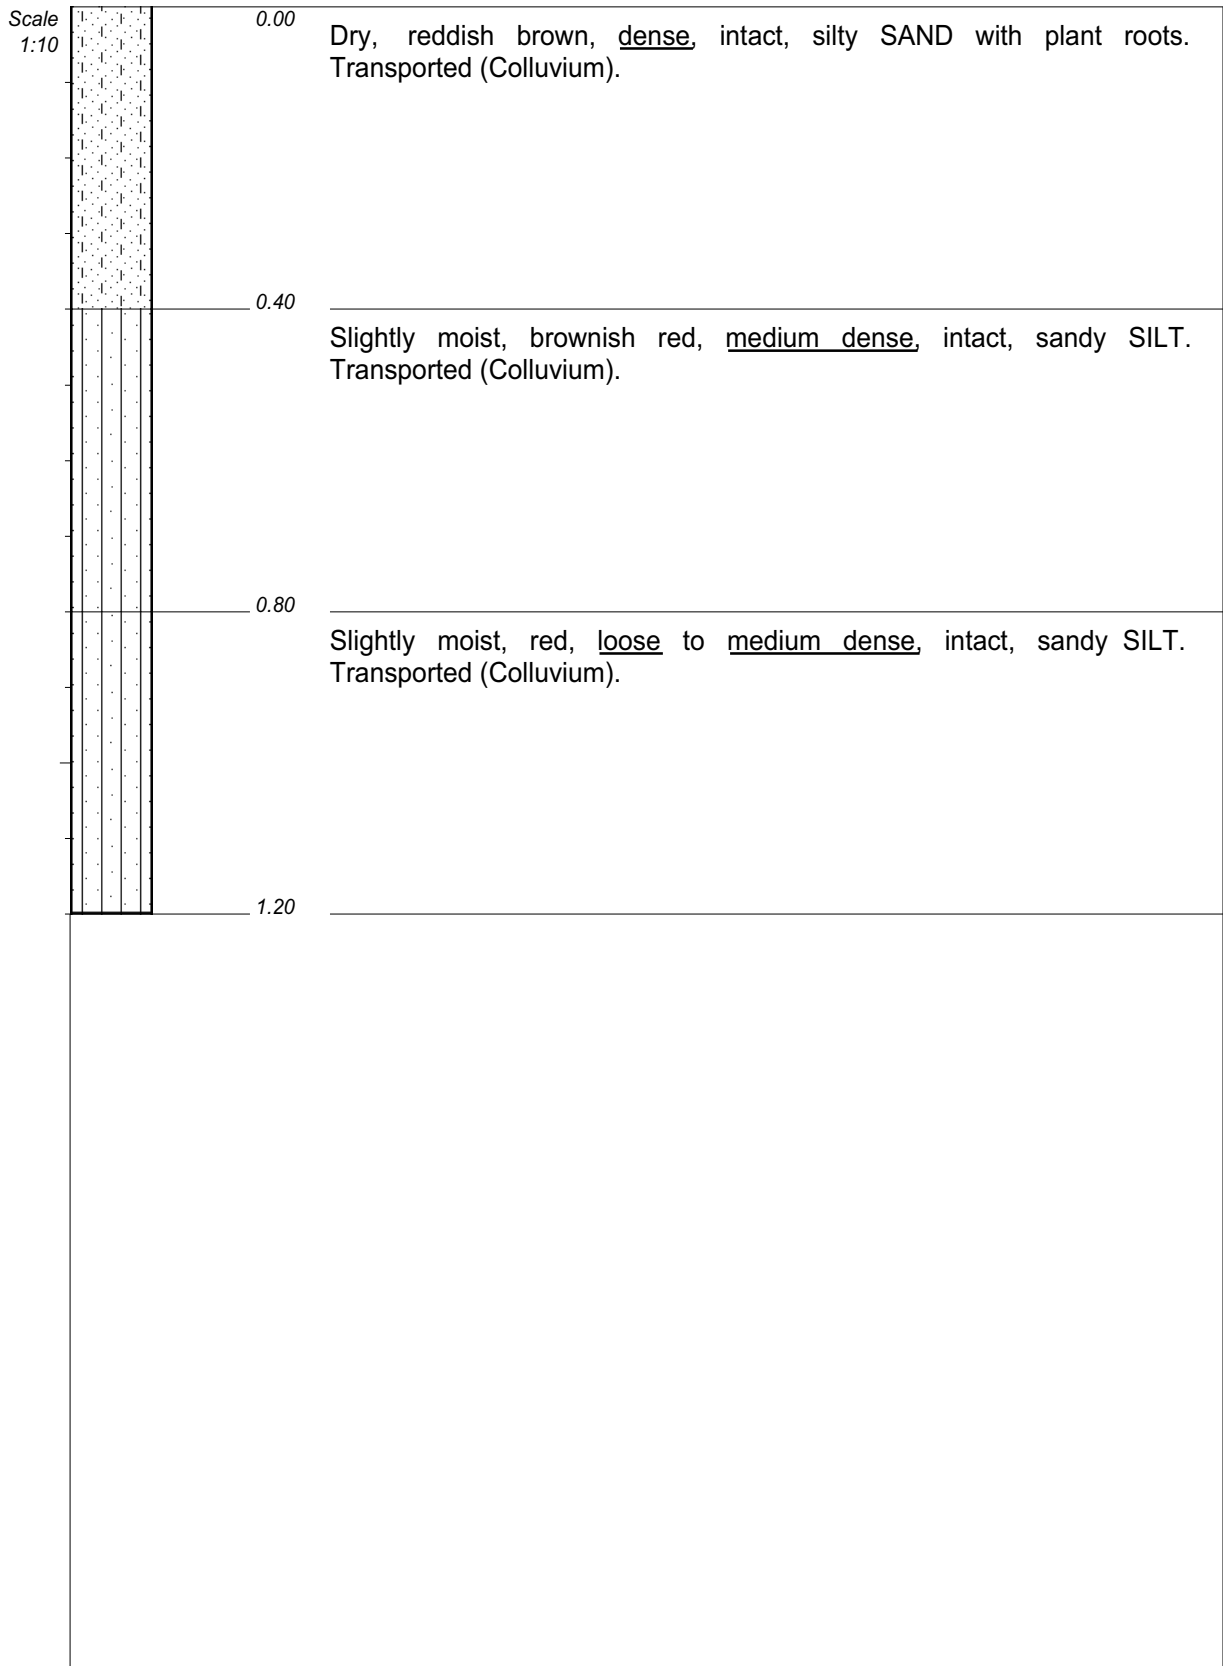 Scale
1:10
0.00
Dry, reddish brown, dense, intact, silty SAND with plant roots.
Transported (Colluvium).
0.40
Slightly moist, brownish red, medium dense, intact, sandy SILT.
Transported (Colluvium).
0.80
Slightly moist, red, loose to medium dense, intact, sandy SILT.
Transported (Colluvium).
1.20